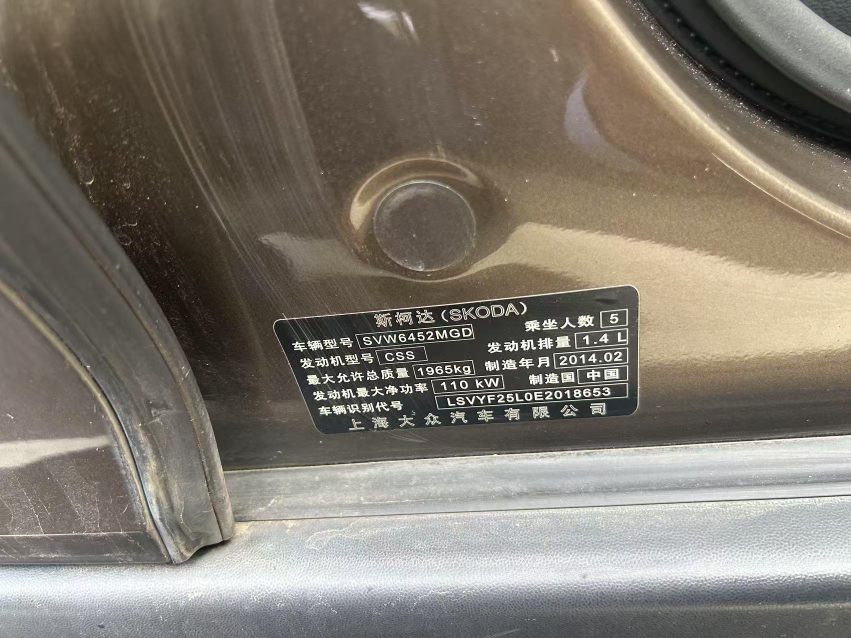 斯柯达(SKODA)
车辆型号 SVW6452MGD 乘坐人数 5
发动机型号 CSS 发动机排量 1.4 L
最大允许总质量 1965kg 制造年月 2014.02
发动机最大净功率 110 kW 制造国 中国
车辆识别代号 LSVYF25L0E2018653
上海大众汽车有限公司